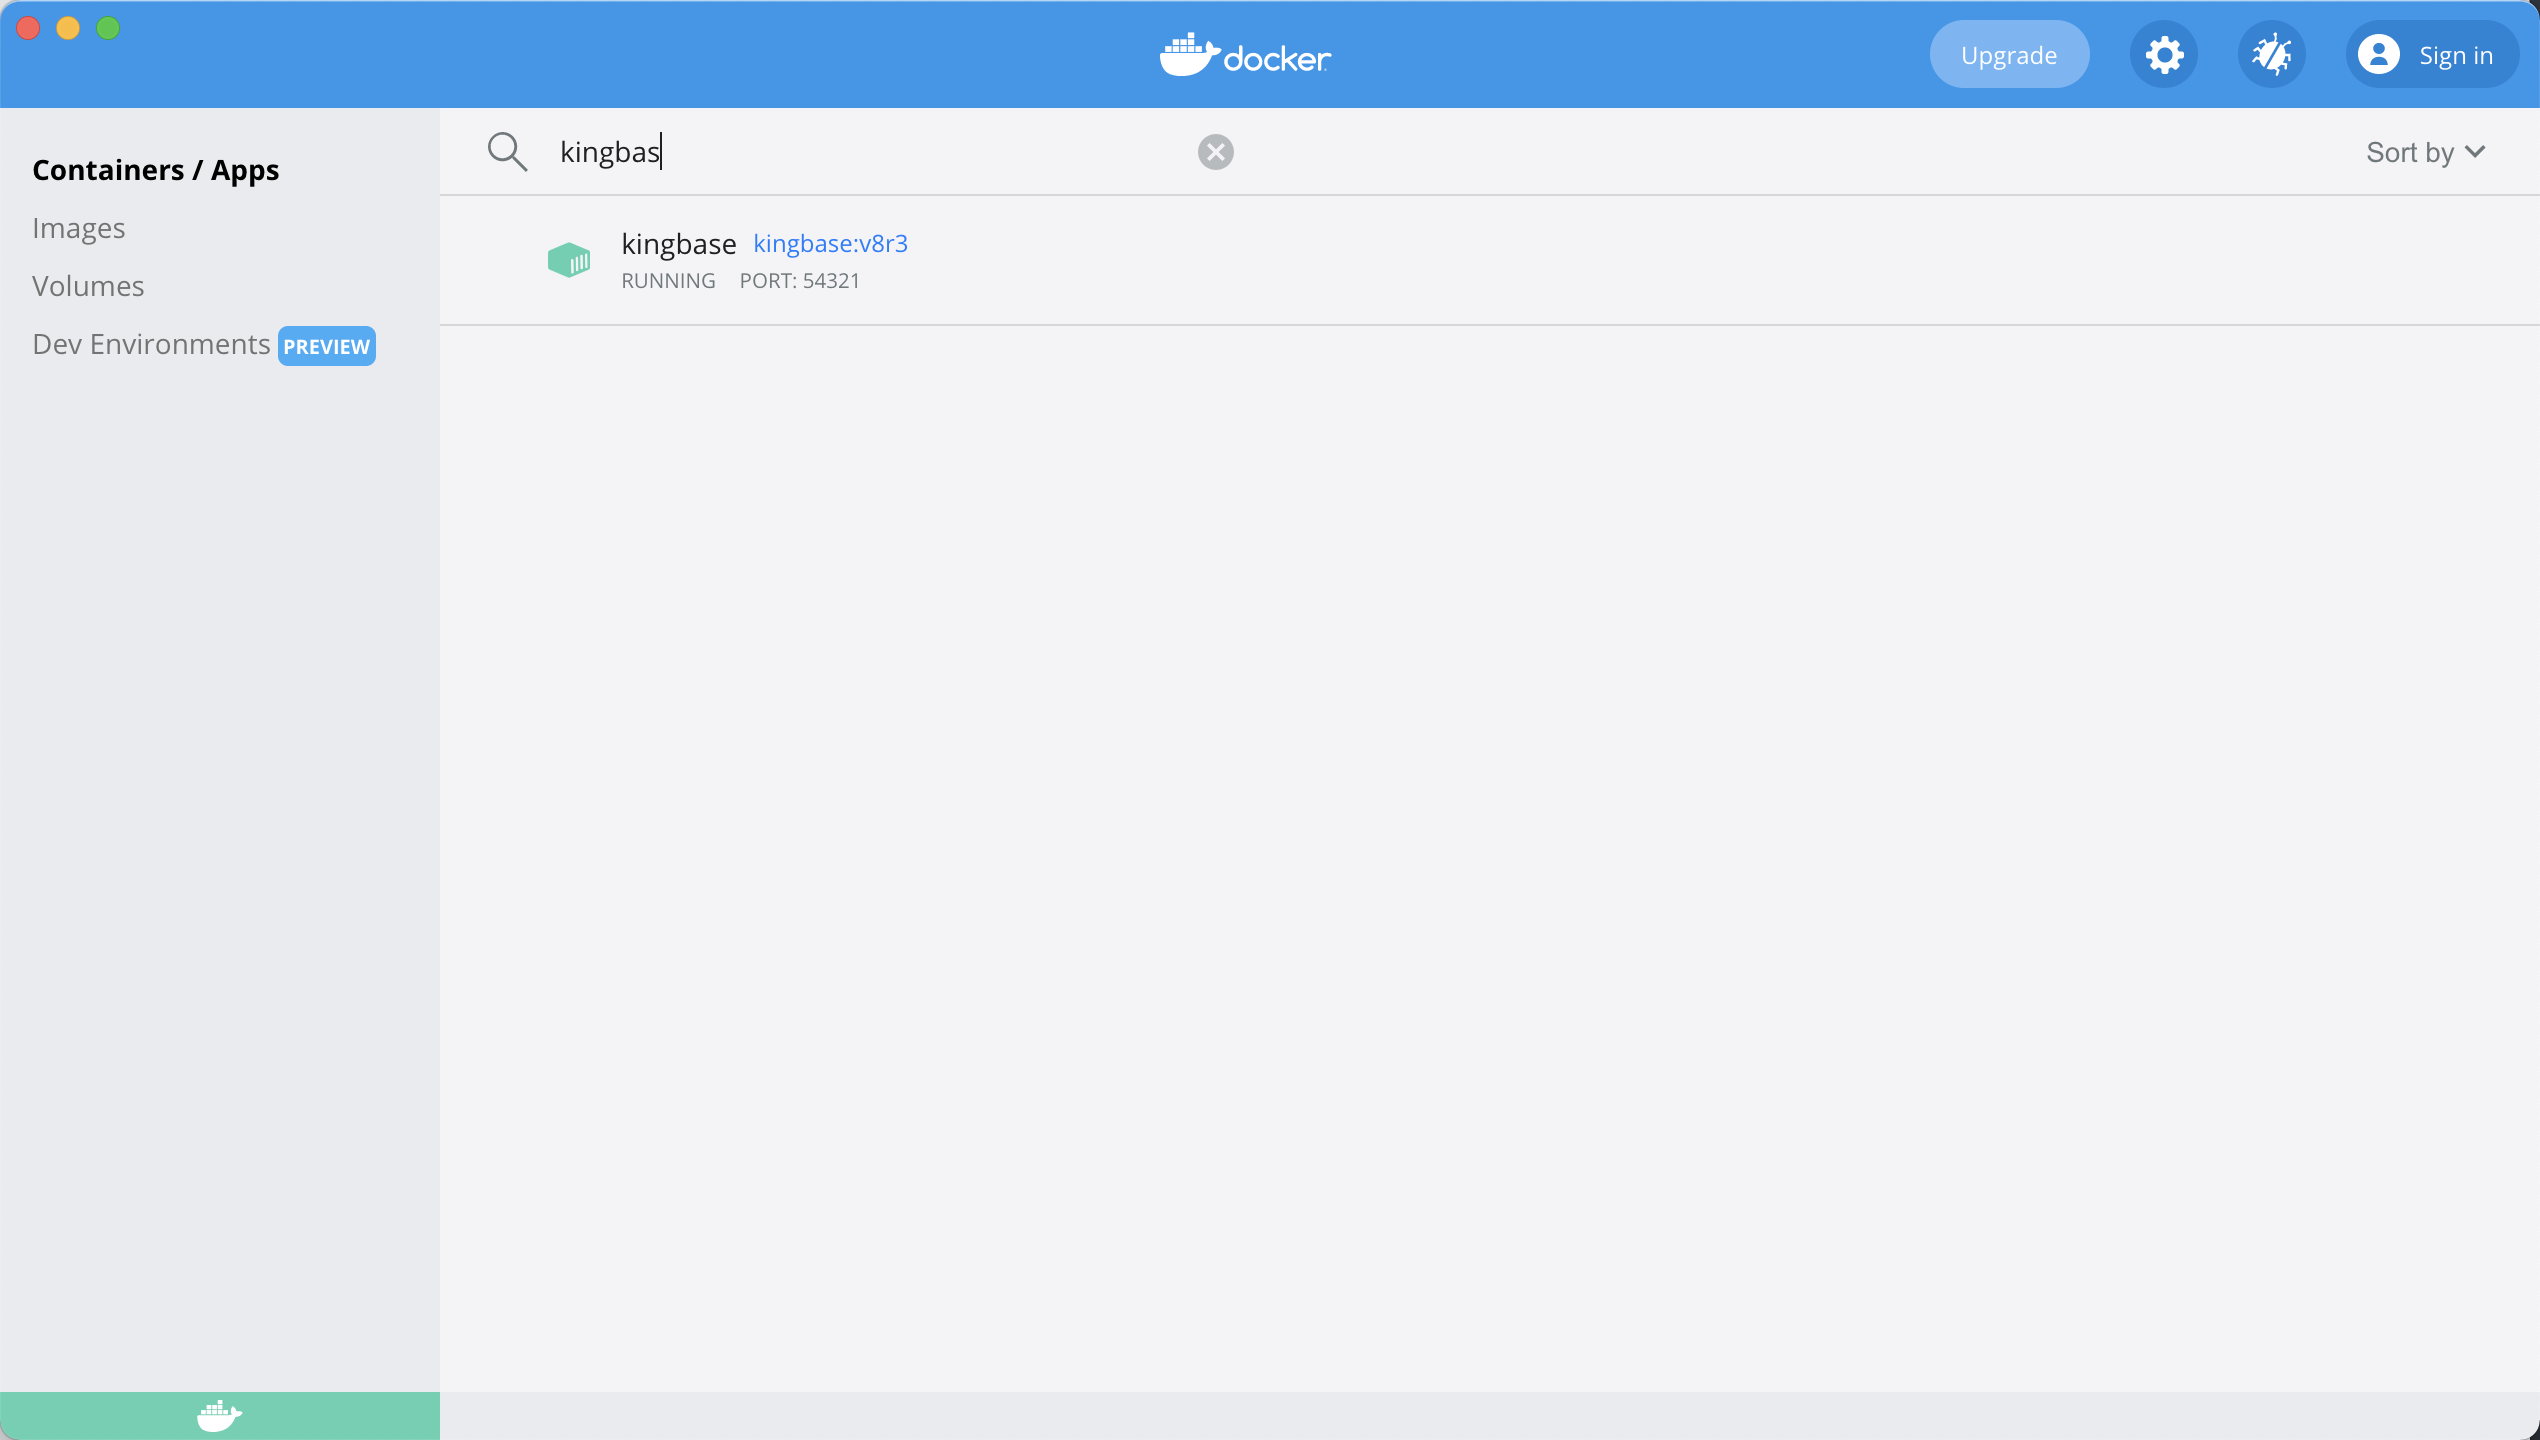 docker
Upgrade
Sign in
Containers / Apps
Images
Volumes
Dev Environments PREVIEW
kingbas
Sort by
kingbase kingbase:v8r3
RUNNING PORT: 54321